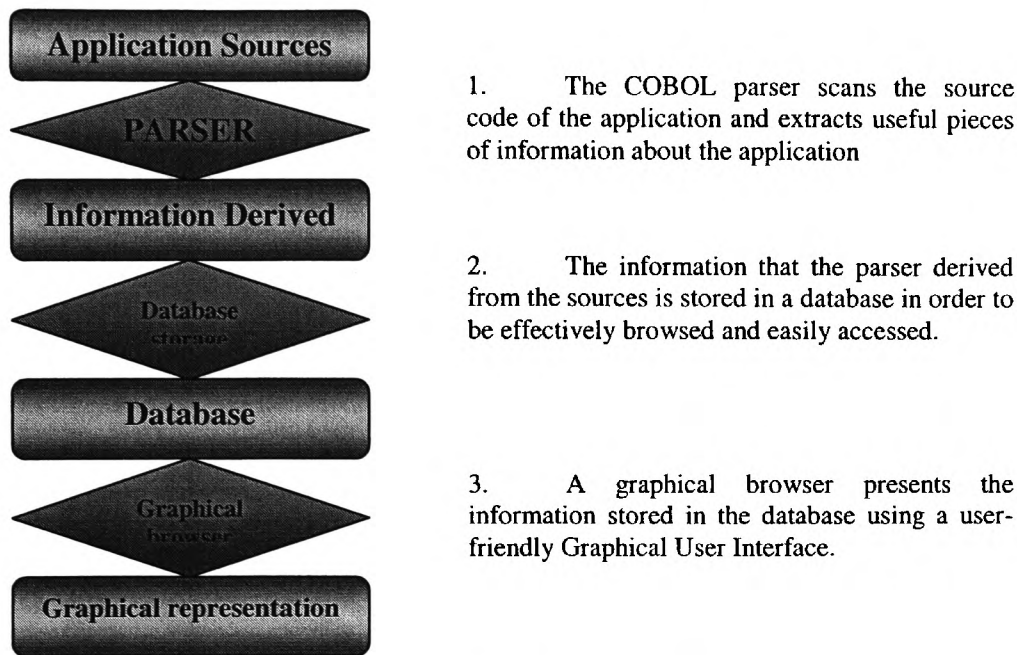 Application Sources
PARSER
Information Derived
Database
storage
Database
Graphical
browser
Graphical representation
1. The COBOL parser scans the source
code of the application and extracts useful pieces
of information about the application
2. The information that the parser derived
from the sources is stored in a database in order to
be effectively browsed and easily accessed.
3. A graphical browser presents the
information stored in the database using a user-
friendly Graphical User Interface.